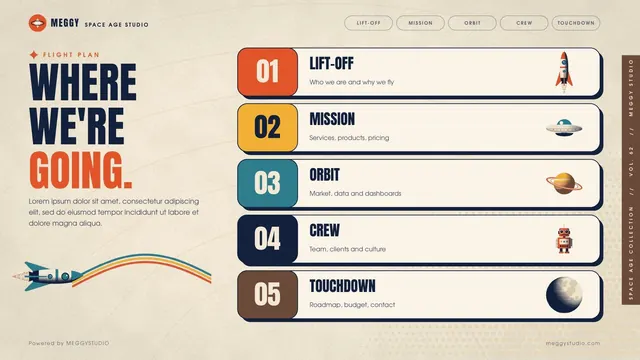 MEGGY SPACE AGE STUDIO
LIFT-OFF
MISSION
ORBIT
CREW
TOUCHDOWN
FLIGHT PLAN
WHERE
WE'RE
GOING.
Lorem ipsum dolor sit amet, consectetur adipiscing
elit, sed do eiusmod tempor incididunt ut labore et
dolore magna aliqua.
01
LIFT-OFF
Who we are and why we fly
02
MISSION
Services, products, pricing
03
ORBIT
Market, data and dashboards
04
CREW
Team, clients and culture
05
TOUCHDOWN
Roadmap, budget, contact
SPACE AGE COLLECTION // VOL. 62 // MEGGY STUDIO
Powered by MEGGYSTUDIO
meggystudio.com